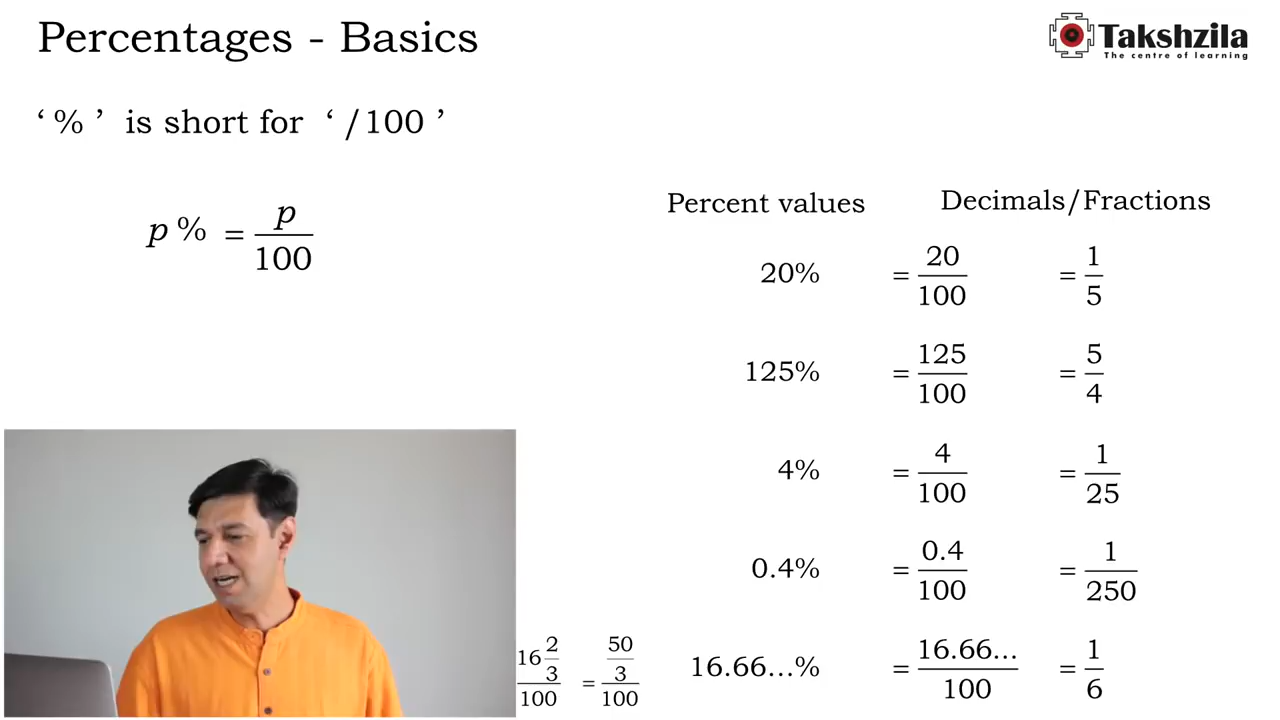 Percentages - Basics
Takshzila
The centre of learning
‘ % ’ is short for ‘ /100 ’
p % = p/100
Percent values Decimals/Fractions
20% = 20/100 = 1/5
125% = 125/100 = 5/4
4% = 4/100 = 1/25
0.4% = 0.4/100 = 1/250
16 2/3 /100 = 50/3 /100
16.66...% = 16.66.../100 = 1/6